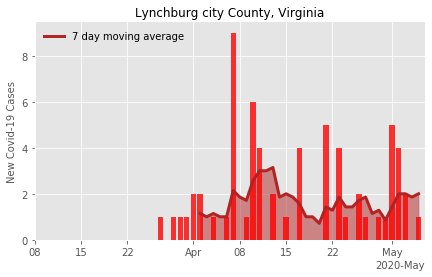 Lynchburg city County, Virginia
7 day moving average
New Covid-19 Cases
8
6
4
2
0
08 15 22 Apr 08 15 22 May
2020-May